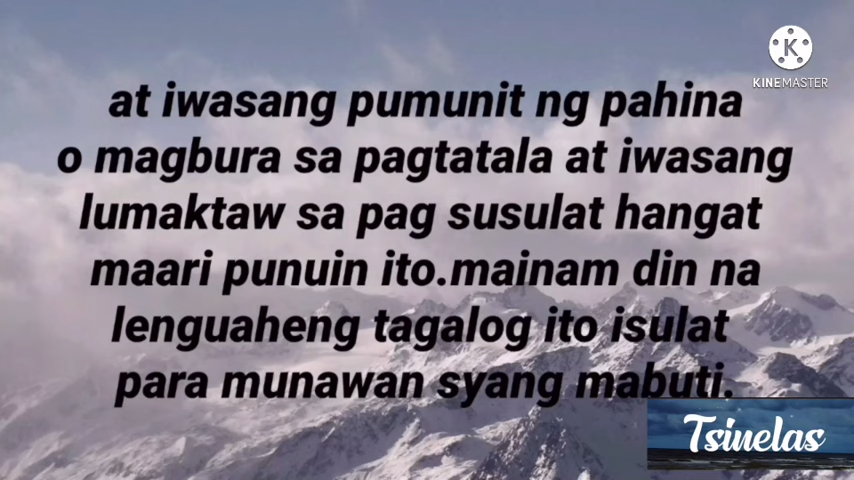 KINEMASTER
at iwasang pumunit ng pahina
o magbura sa pagtatala at iwasang
lumaktaw sa pag susulat hangat
maari punuin ito.mainam din na
lenguaheng tagalog ito isulat
para munawan syang mabuti.
Tsinelas